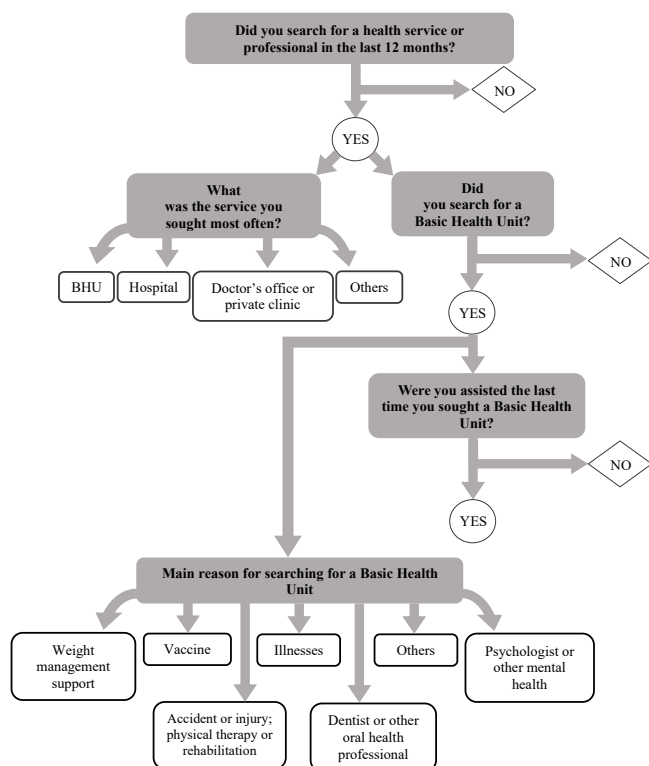 Did you search for a health service or
professional in the last 12 months?
NO
YES
What
was the service you
sought most often?
Did
you search for a
Basic Health Unit?
BHU
Hospital
Doctor's office or
private clinic
Others
NO
YES
Were you assisted the last
time you sought a Basic Health
Unit?
NO
YES
Main reason for searching for a Basic Health
Unit
Weight
management
support
Vaccine
Illnesses
Others
Psychologist or
other mental
health
Accident or injury;
physical therapy or
rehabilitation
Dentist or other
oral health
professional